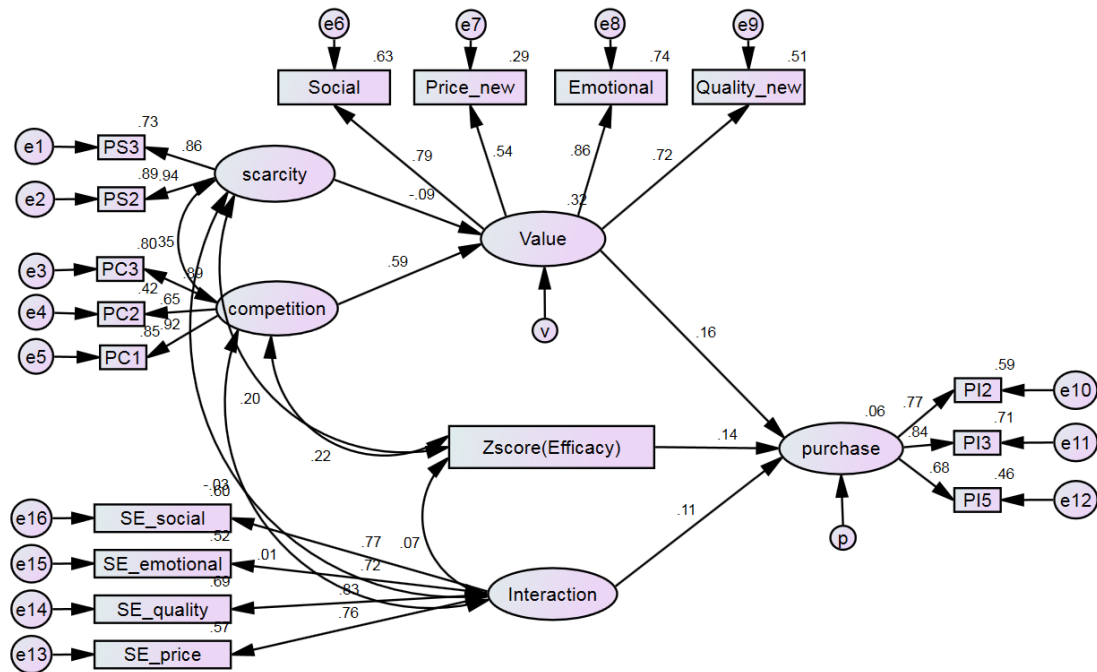 e6
e7
e8
e9
.63
.29
.74
.51
Social
Price_new
Emotional
Quality_new
.73
e1
PS3
.86
.79
.54
.86
.72
scarcity
.89
.94
e2
PS2
-.09
.32
Value
.35
.80
e3
PC3
.89
.59
.42
.65
competition
e4
PC2
.92
.85
e5
PC1
v
.16
.59
PI2
e10
.77
.06
.20
.71
.84
.22
Zscore(Efficacy)
.14
purchase
PI3
e11
.68
.46
PI5
e12
-.03
.60
e16
SE_social
.11
p
.52
.77
.07
e15
SE_emotional
.01
.72
.69
.83
Interaction
e14
SE_quality
.76
.57
e13
SE_price